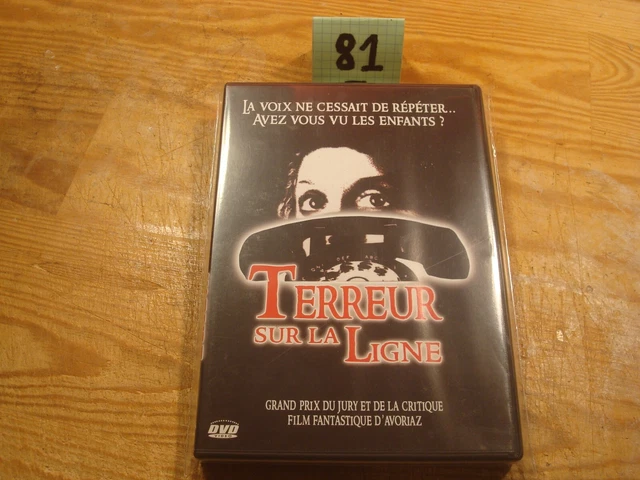 81
LA VOIX NE CESSAIT DE RÉPÉTER...
AVEZ VOUS VU LES ENFANTS ?
TERREUR
SUR LA LIGNE
GRAND PRIX DU JURY ET DE LA CRITIQUE
FILM FANTASTIQUE D'AVORIAZ
DVD
VIDEO